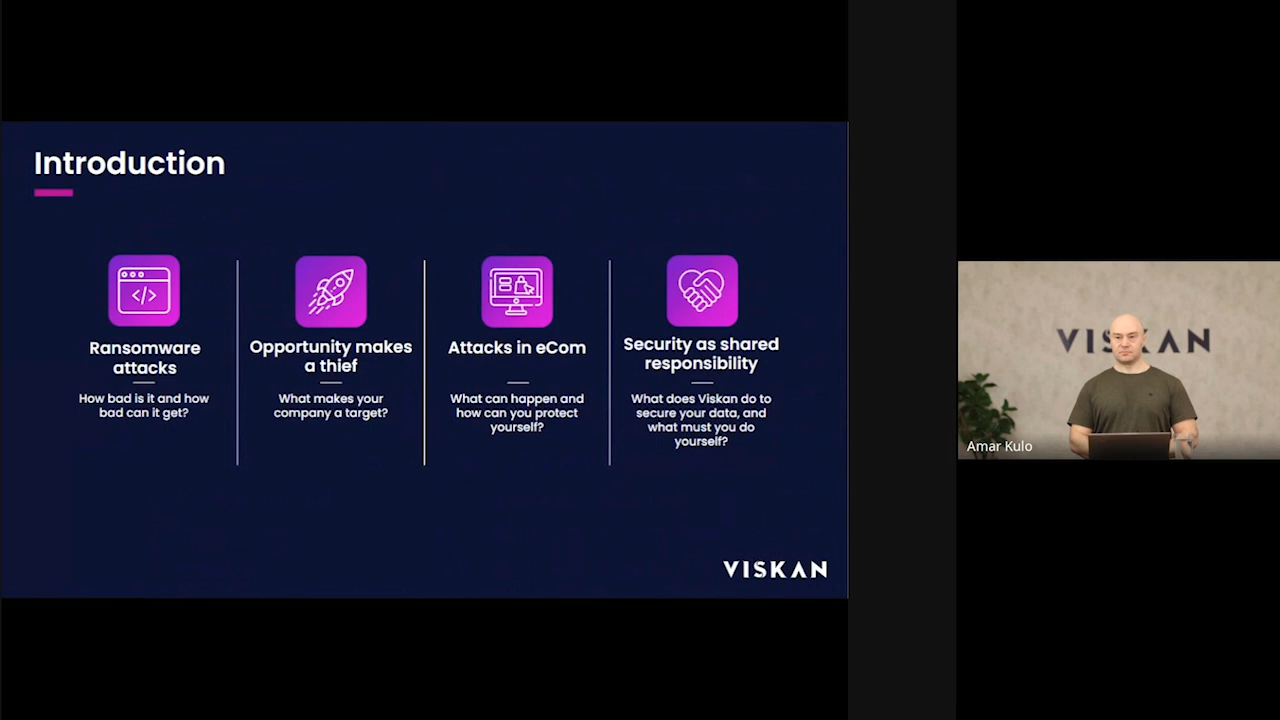 Introduction
Ransomware
attacks
How bad is it and how
bad can it get?
Opportunity makes
a thief
What makes your
company a target?
Attacks in eCom
What can happen and
how can you protect
yourself?
Security as shared
responsibility
What does Viskan do to
secure your data, and
what must you do
yourself?
VISKAN
VISKAN
Amar Kulo